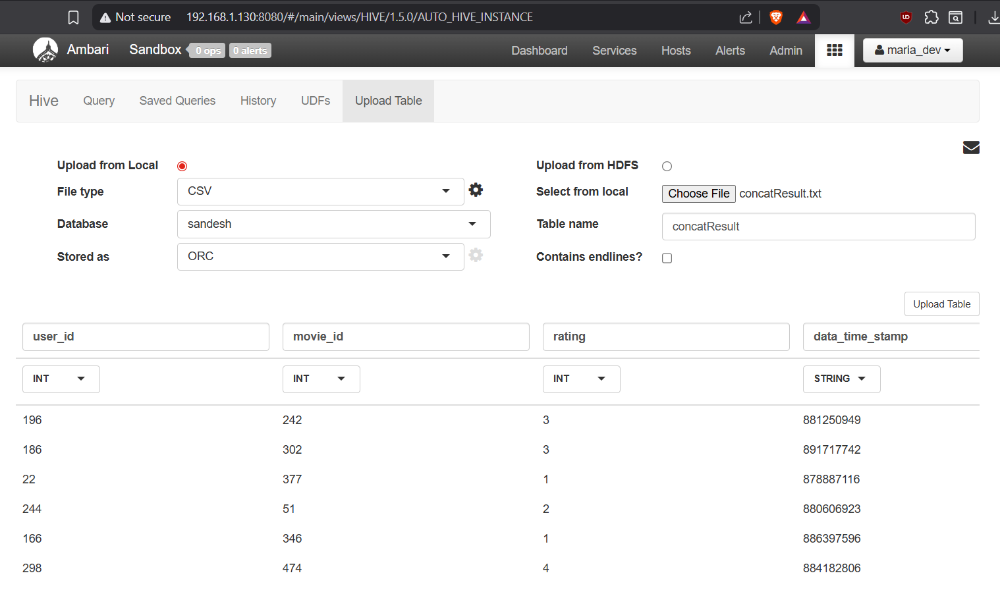 Not secure 192.168.1.130:8080/#/main/views/HIVE/1.5.0/AUTO_HIVE_INSTANCE
Ambari Sandbox 0 ops 0 alerts Dashboard Services Hosts Alerts Admin maria_dev
Hive Query Saved Queries History UDFs Upload Table
Upload from Local Upload from HDFS
File type CSV Select from local Choose File concatResult.txt
Database sandesh Table name concatResult
Stored as ORC Contains endlines?
Upload Table
user_id movie_id rating data_time_stamp
INT INT INT STRING
196 242 3 881250949
186 302 3 891717742
22 377 1 878887116
244 51 2 880606923
166 346 1 886397596
298 474 4 884182806